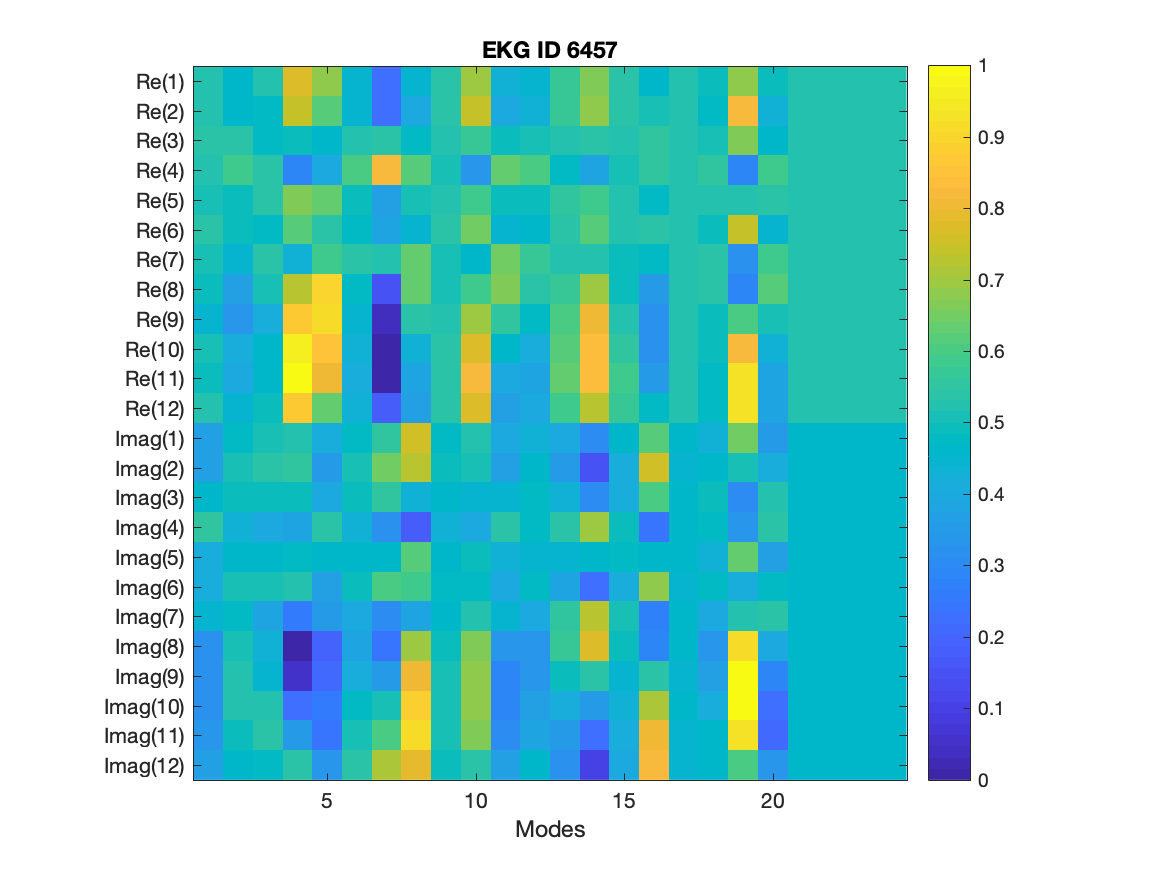 EKG ID 6457
Re(1)
Re(2)
Re(3)
Re(4)
Re(5)
Re(6)
Re(7)
Re(8)
Re(9)
Re(10)
Re(11)
Re(12)
Imag(1)
Imag(2)
Imag(3)
Imag(4)
Imag(5)
Imag(6)
Imag(7)
Imag(8)
Imag(9)
Imag(10)
Imag(11)
Imag(12)
5 10 15 20
Modes
1
0.9
0.8
0.7
0.6
0.5
0.4
0.3
0.2
0.1
0